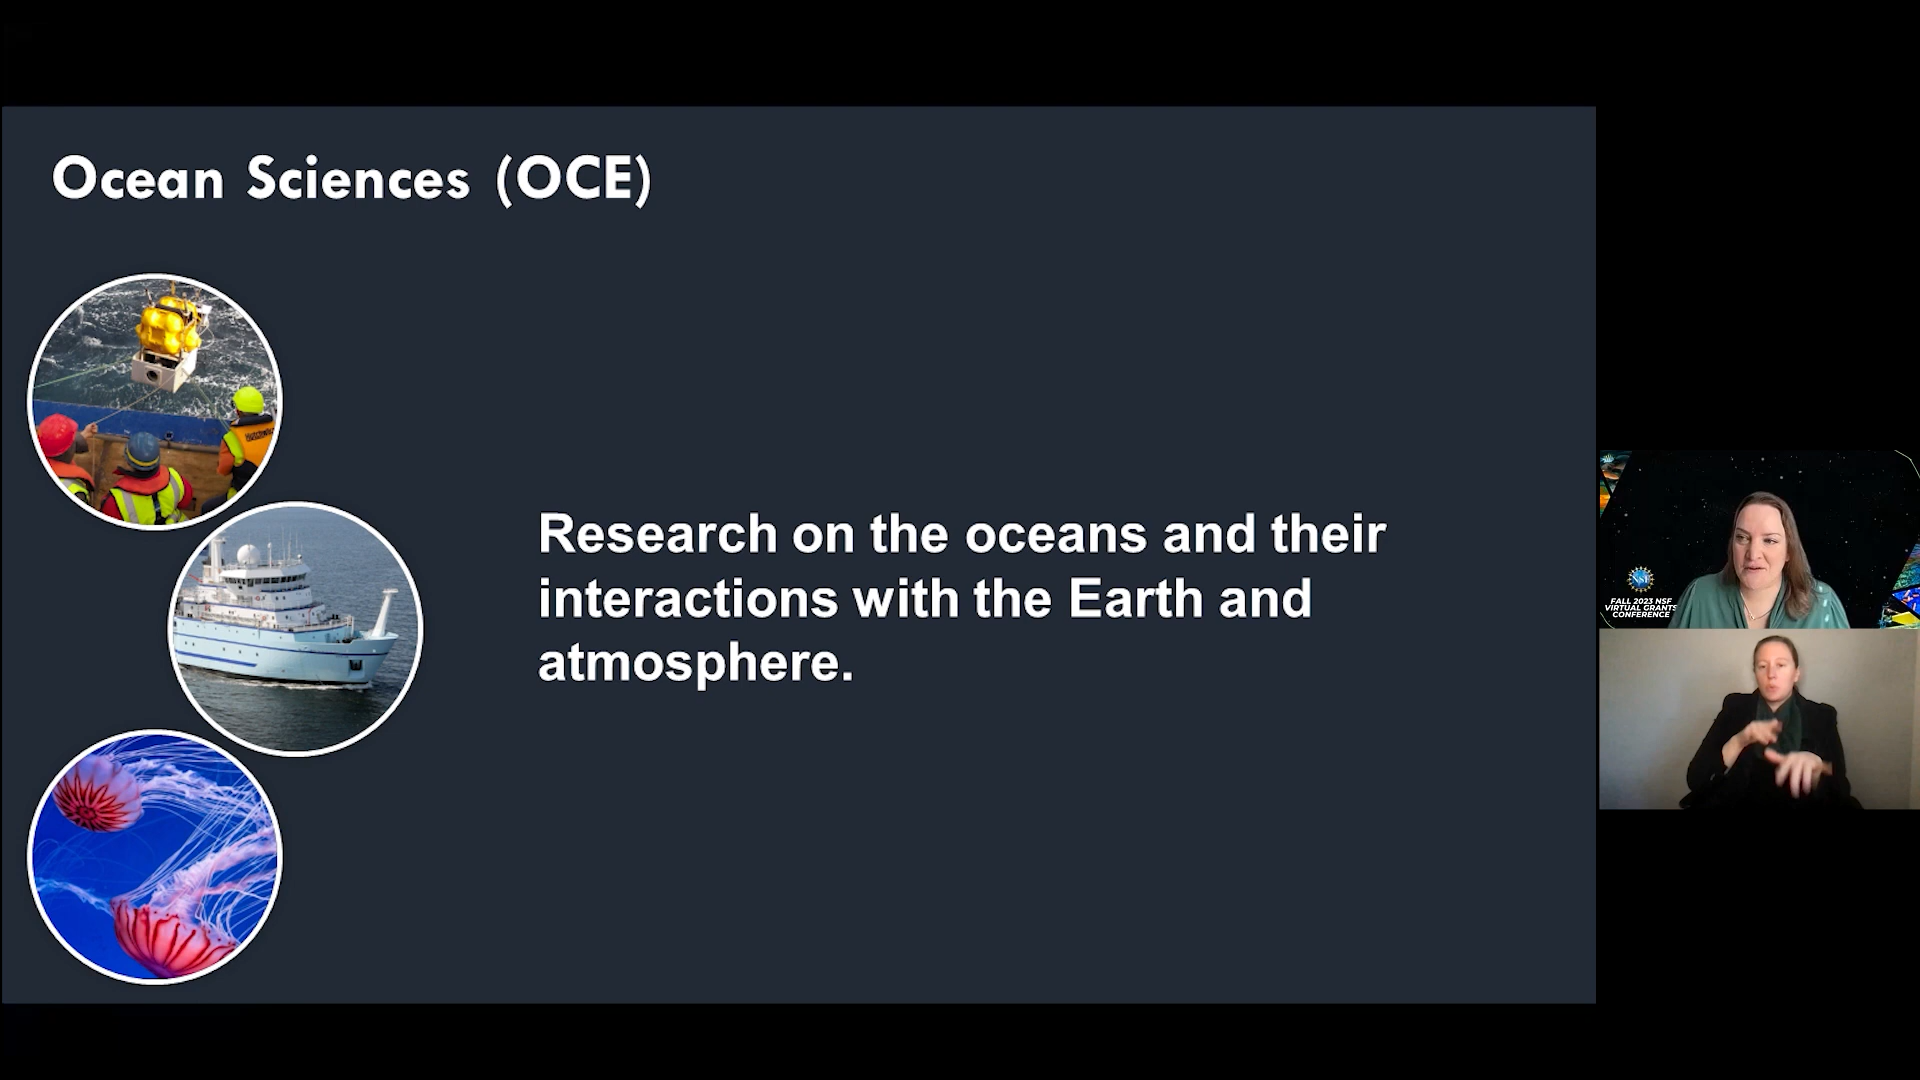 Ocean Sciences (OCE)
Research on the oceans and their
interactions with the Earth and
atmosphere.
NSF
FALL 2023 NSF
VIRTUAL GRANTS
CONFERENCE